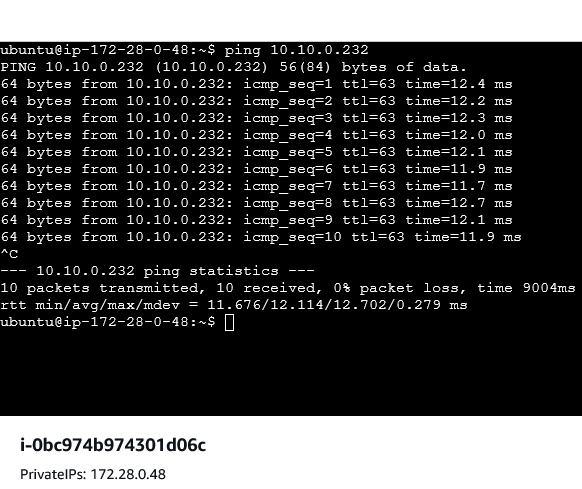 ubuntu@ip-172-28-0-48:~$ ping 10.10.0.232
PING 10.10.0.232 (10.10.0.232) 56(84) bytes of data.
64 bytes from 10.10.0.232: icmp_seq=1 ttl=63 time=12.4 ms
64 bytes from 10.10.0.232: icmp_seq=2 ttl=63 time=12.2 ms
64 bytes from 10.10.0.232: icmp_seq=3 ttl=63 time=12.3 ms
64 bytes from 10.10.0.232: icmp_seq=4 ttl=63 time=12.0 ms
64 bytes from 10.10.0.232: icmp_seq=5 ttl=63 time=12.1 ms
64 bytes from 10.10.0.232: icmp_seq=6 ttl=63 time=11.9 ms
64 bytes from 10.10.0.232: icmp_seq=7 ttl=63 time=11.7 ms
64 bytes from 10.10.0.232: icmp_seq=8 ttl=63 time=12.7 ms
64 bytes from 10.10.0.232: icmp_seq=9 ttl=63 time=12.1 ms
64 bytes from 10.10.0.232: icmp_seq=10 ttl=63 time=11.9 ms
^C
--- 10.10.0.232 ping statistics ---
10 packets transmitted, 10 received, 0% packet loss, time 9004ms
rtt min/avg/max/mdev = 11.676/12.114/12.702/0.279 ms
ubuntu@ip-172-28-0-48:~$
i-0bc974b974301d06c
PrivateIPs: 172.28.0.48